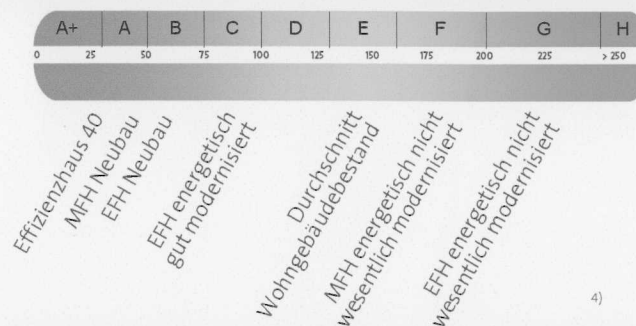 A+ A B C D E F G H
0 25 50 75 100 125 150 175 200 225 > 250
Effizienzhaus 40
MFH Neubau
EFH Neubau
EFH energetisch
gut modernisiert
Durchschnitt
Wohngebäudebestand
MFH energetisch nicht
wesentlich modernisiert
EFH energetisch nicht
wesentlich modernisiert
4)